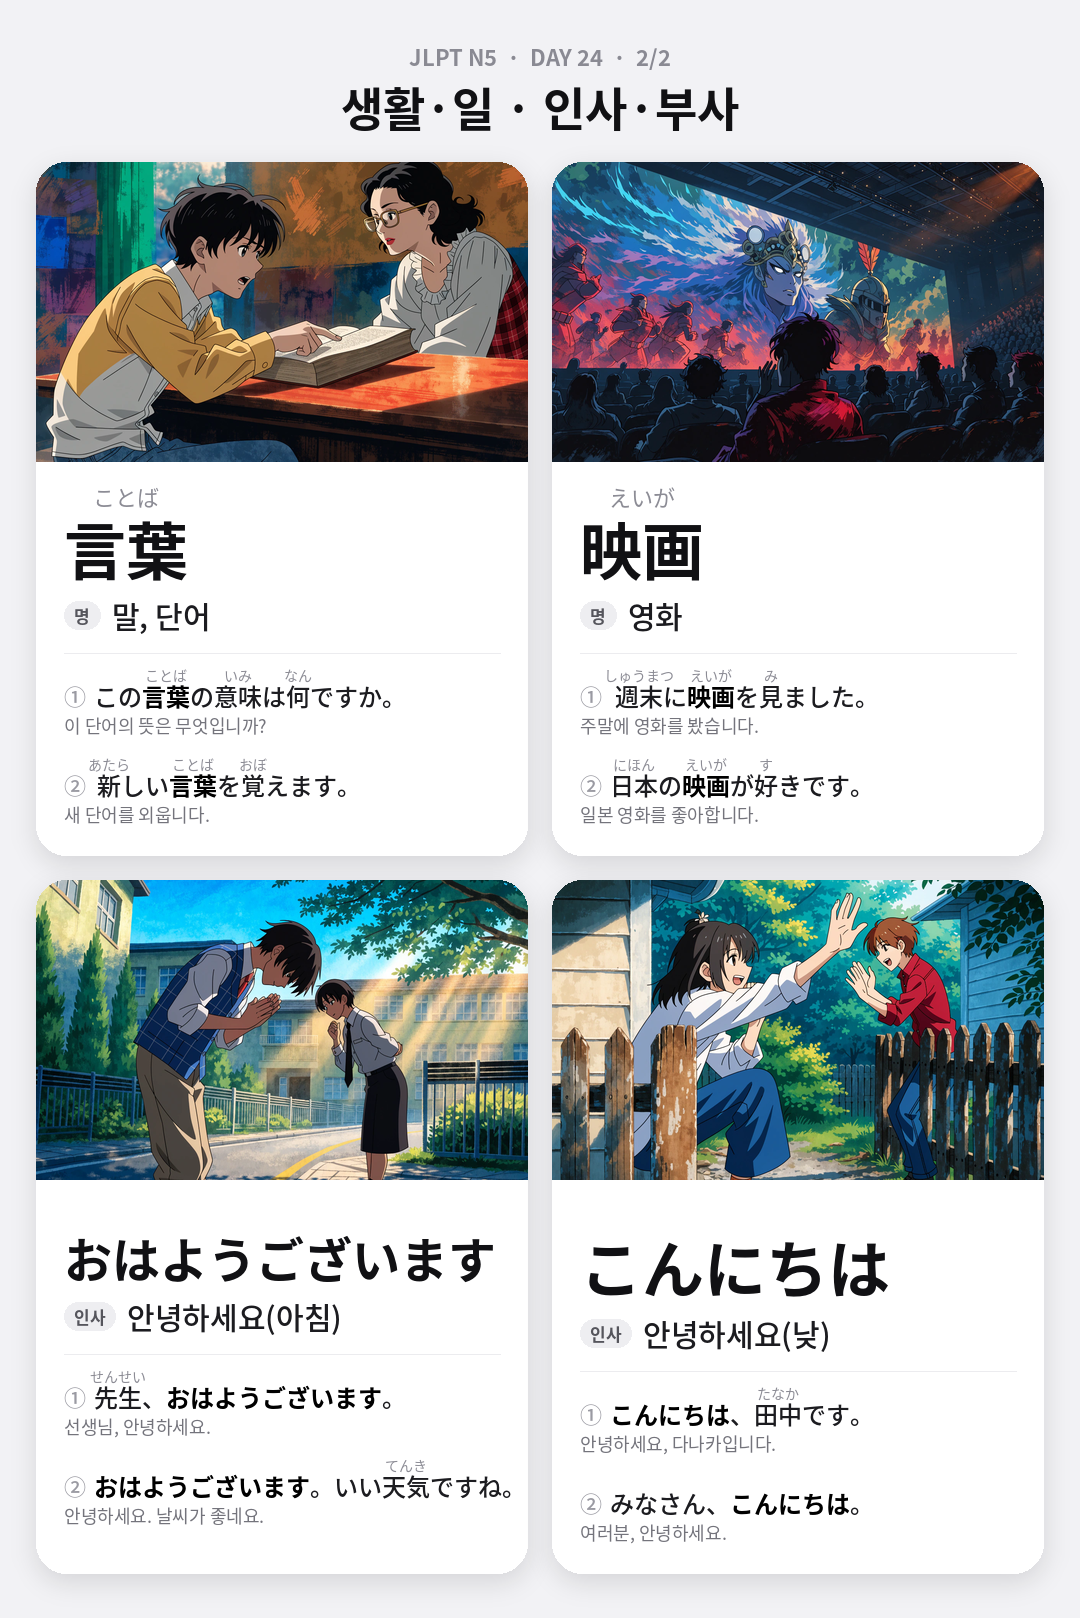 JLPT N5 · DAY 24 · 2/2
생활·일 · 인사·부사
ことば
言葉
명 말, 단어
ことば いみ なん
① この言葉の意味は何ですか。
이 단어의 뜻은 무엇입니까?
あたら ことば おぼ
② 新しい言葉を覚えます。
새 단어를 외웁니다.
えいが
映画
명 영화
しゅうまつ えいが み
① 週末に映画を見ました。
주말에 영화를 봤습니다.
にほん えいが す
② 日本の映画が好きです。
일본 영화를 좋아합니다.
おはようございます
인사 안녕하세요(아침)
せんせい
① 先生、おはようございます。
선생님, 안녕하세요.
てんき
② おはようございます。いい天気ですね。
안녕하세요. 날씨가 좋네요.
こんにちは
인사 안녕하세요(낮)
たなか
① こんにちは、田中です。
안녕하세요, 다나카입니다.
② みなさん、こんにちは。
여러분, 안녕하세요.